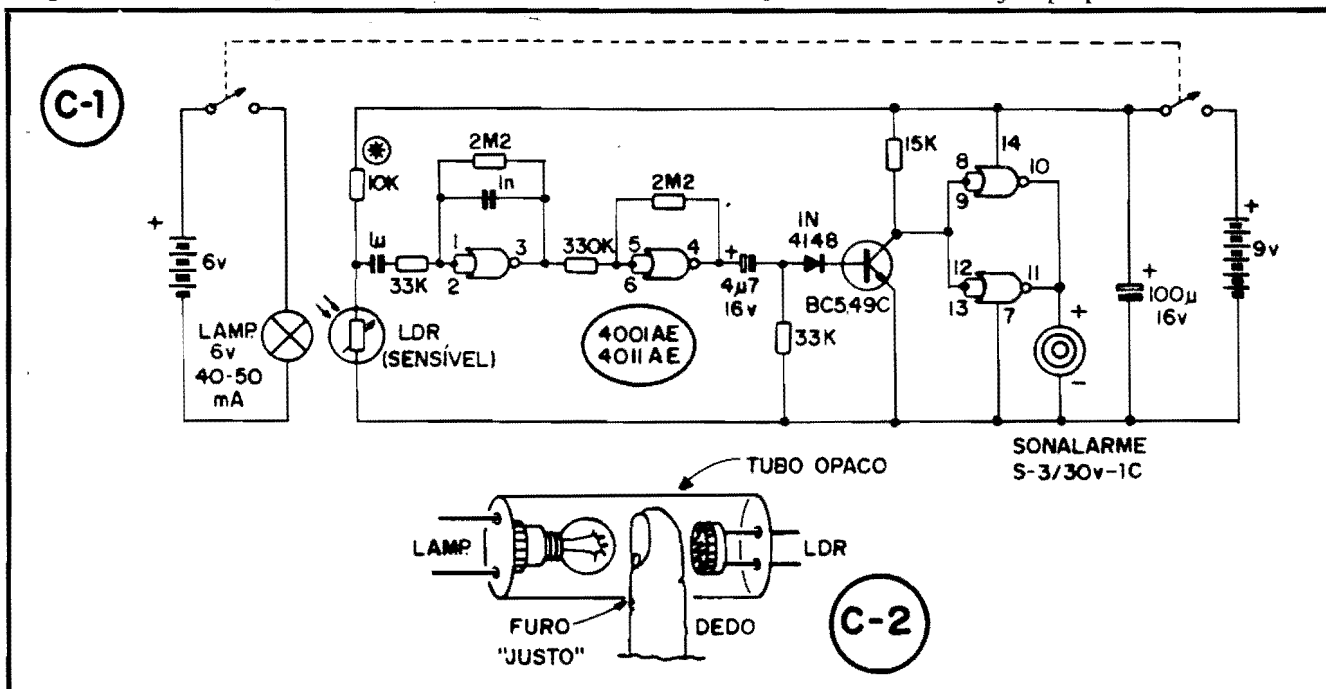 C-1
+
6v
LAMP.
6v
40-50
mA
✱
10K
LDR
(SENSÍVEL)
1µ
33K
2M2
1n
1
2
3
330K
2M2
5
6
4
4001AE
4011AE
+
4µ7
16v
1N
4148
33K
BC549C
15K
8
9
10
14
12
13
11
7
+
-
SONALARME
S-3/30v-1C
+
100µ
16v
+
9v
TUBO OPACO
LAMP.
LDR
FURO
"JUSTO"
DEDO
C-2